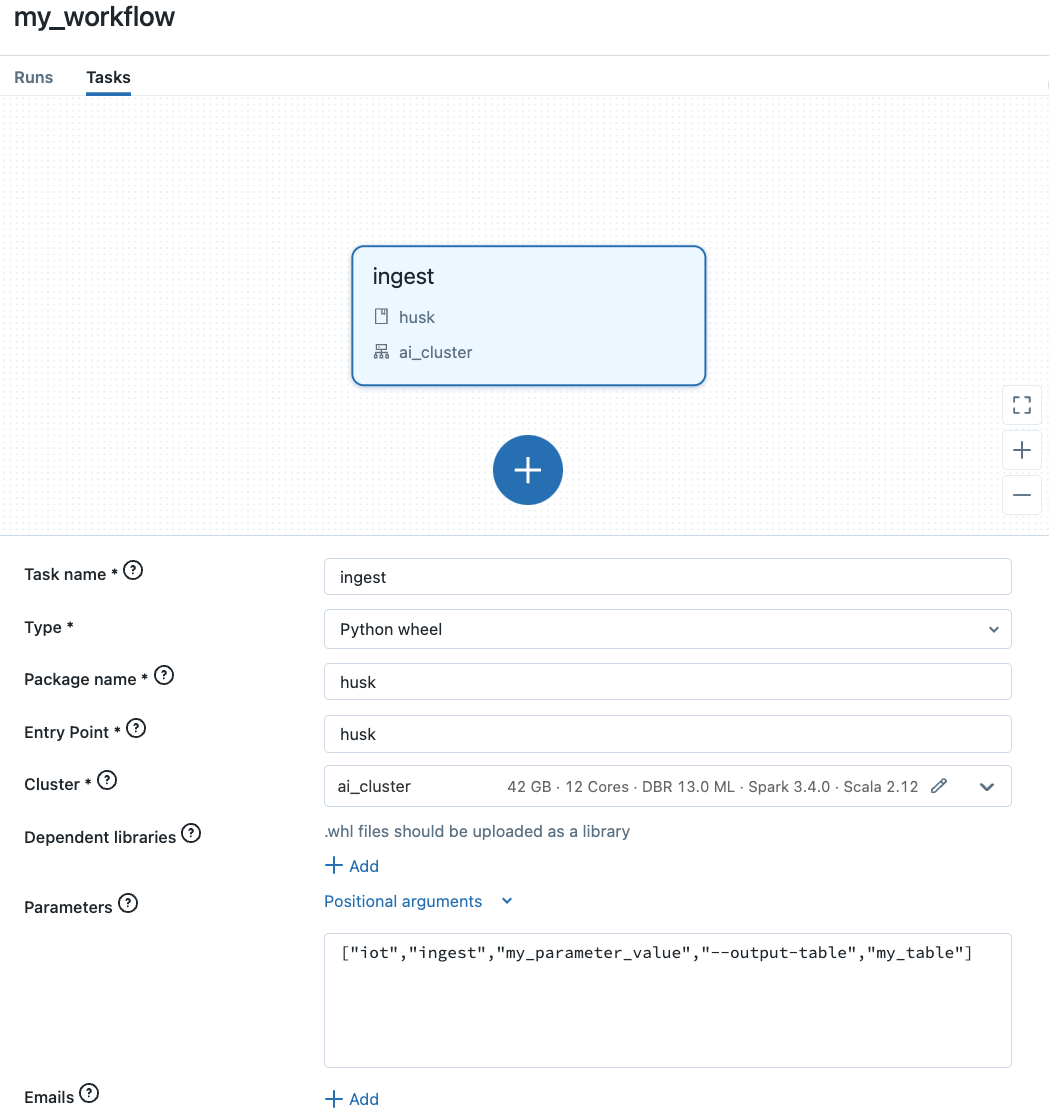 my_workflow
Runs Tasks
ingest
husk
ai_cluster
Task name * ?
ingest
Type *
Python wheel
Package name * ?
husk
Entry Point * ?
husk
Cluster * ?
ai_cluster 42 GB · 12 Cores · DBR 13.0 ML · Spark 3.4.0 · Scala 2.12
Dependent libraries ?
.whl files should be uploaded as a library
+ Add
Parameters ?
Positional arguments
["iot","ingest","my_parameter_value","--output-table","my_table"]
Emails ?
+ Add